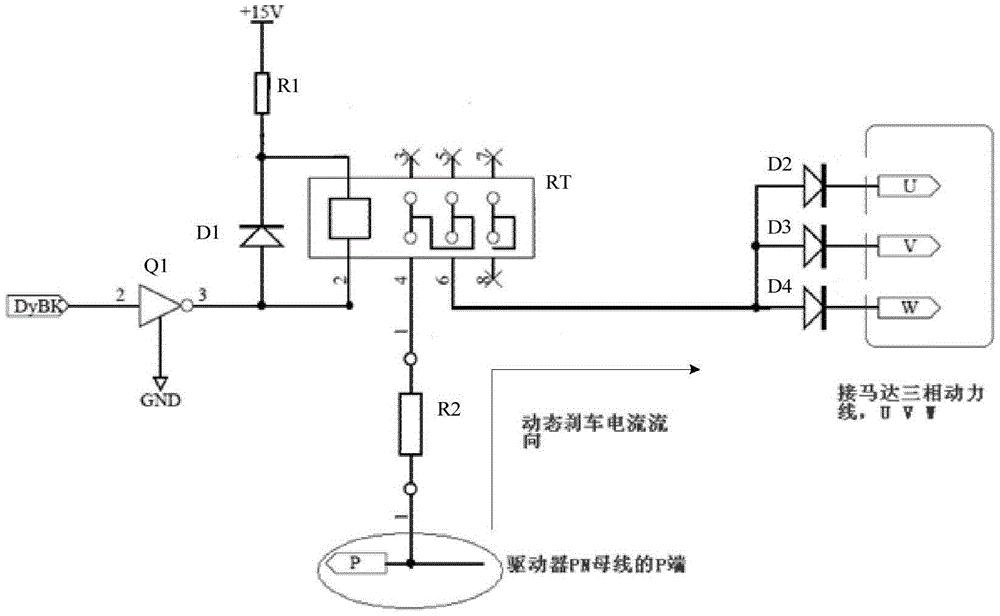 +15V
R1
3 5 7
RT
D2
U
D1
D3
V
Q1
DyBK
2
3
2
4
6
8
D4
W
GND
1
R2
动态刹车电流流
向
接马达三相动力
线，U V W
1
P
驱动器PN母线的P端